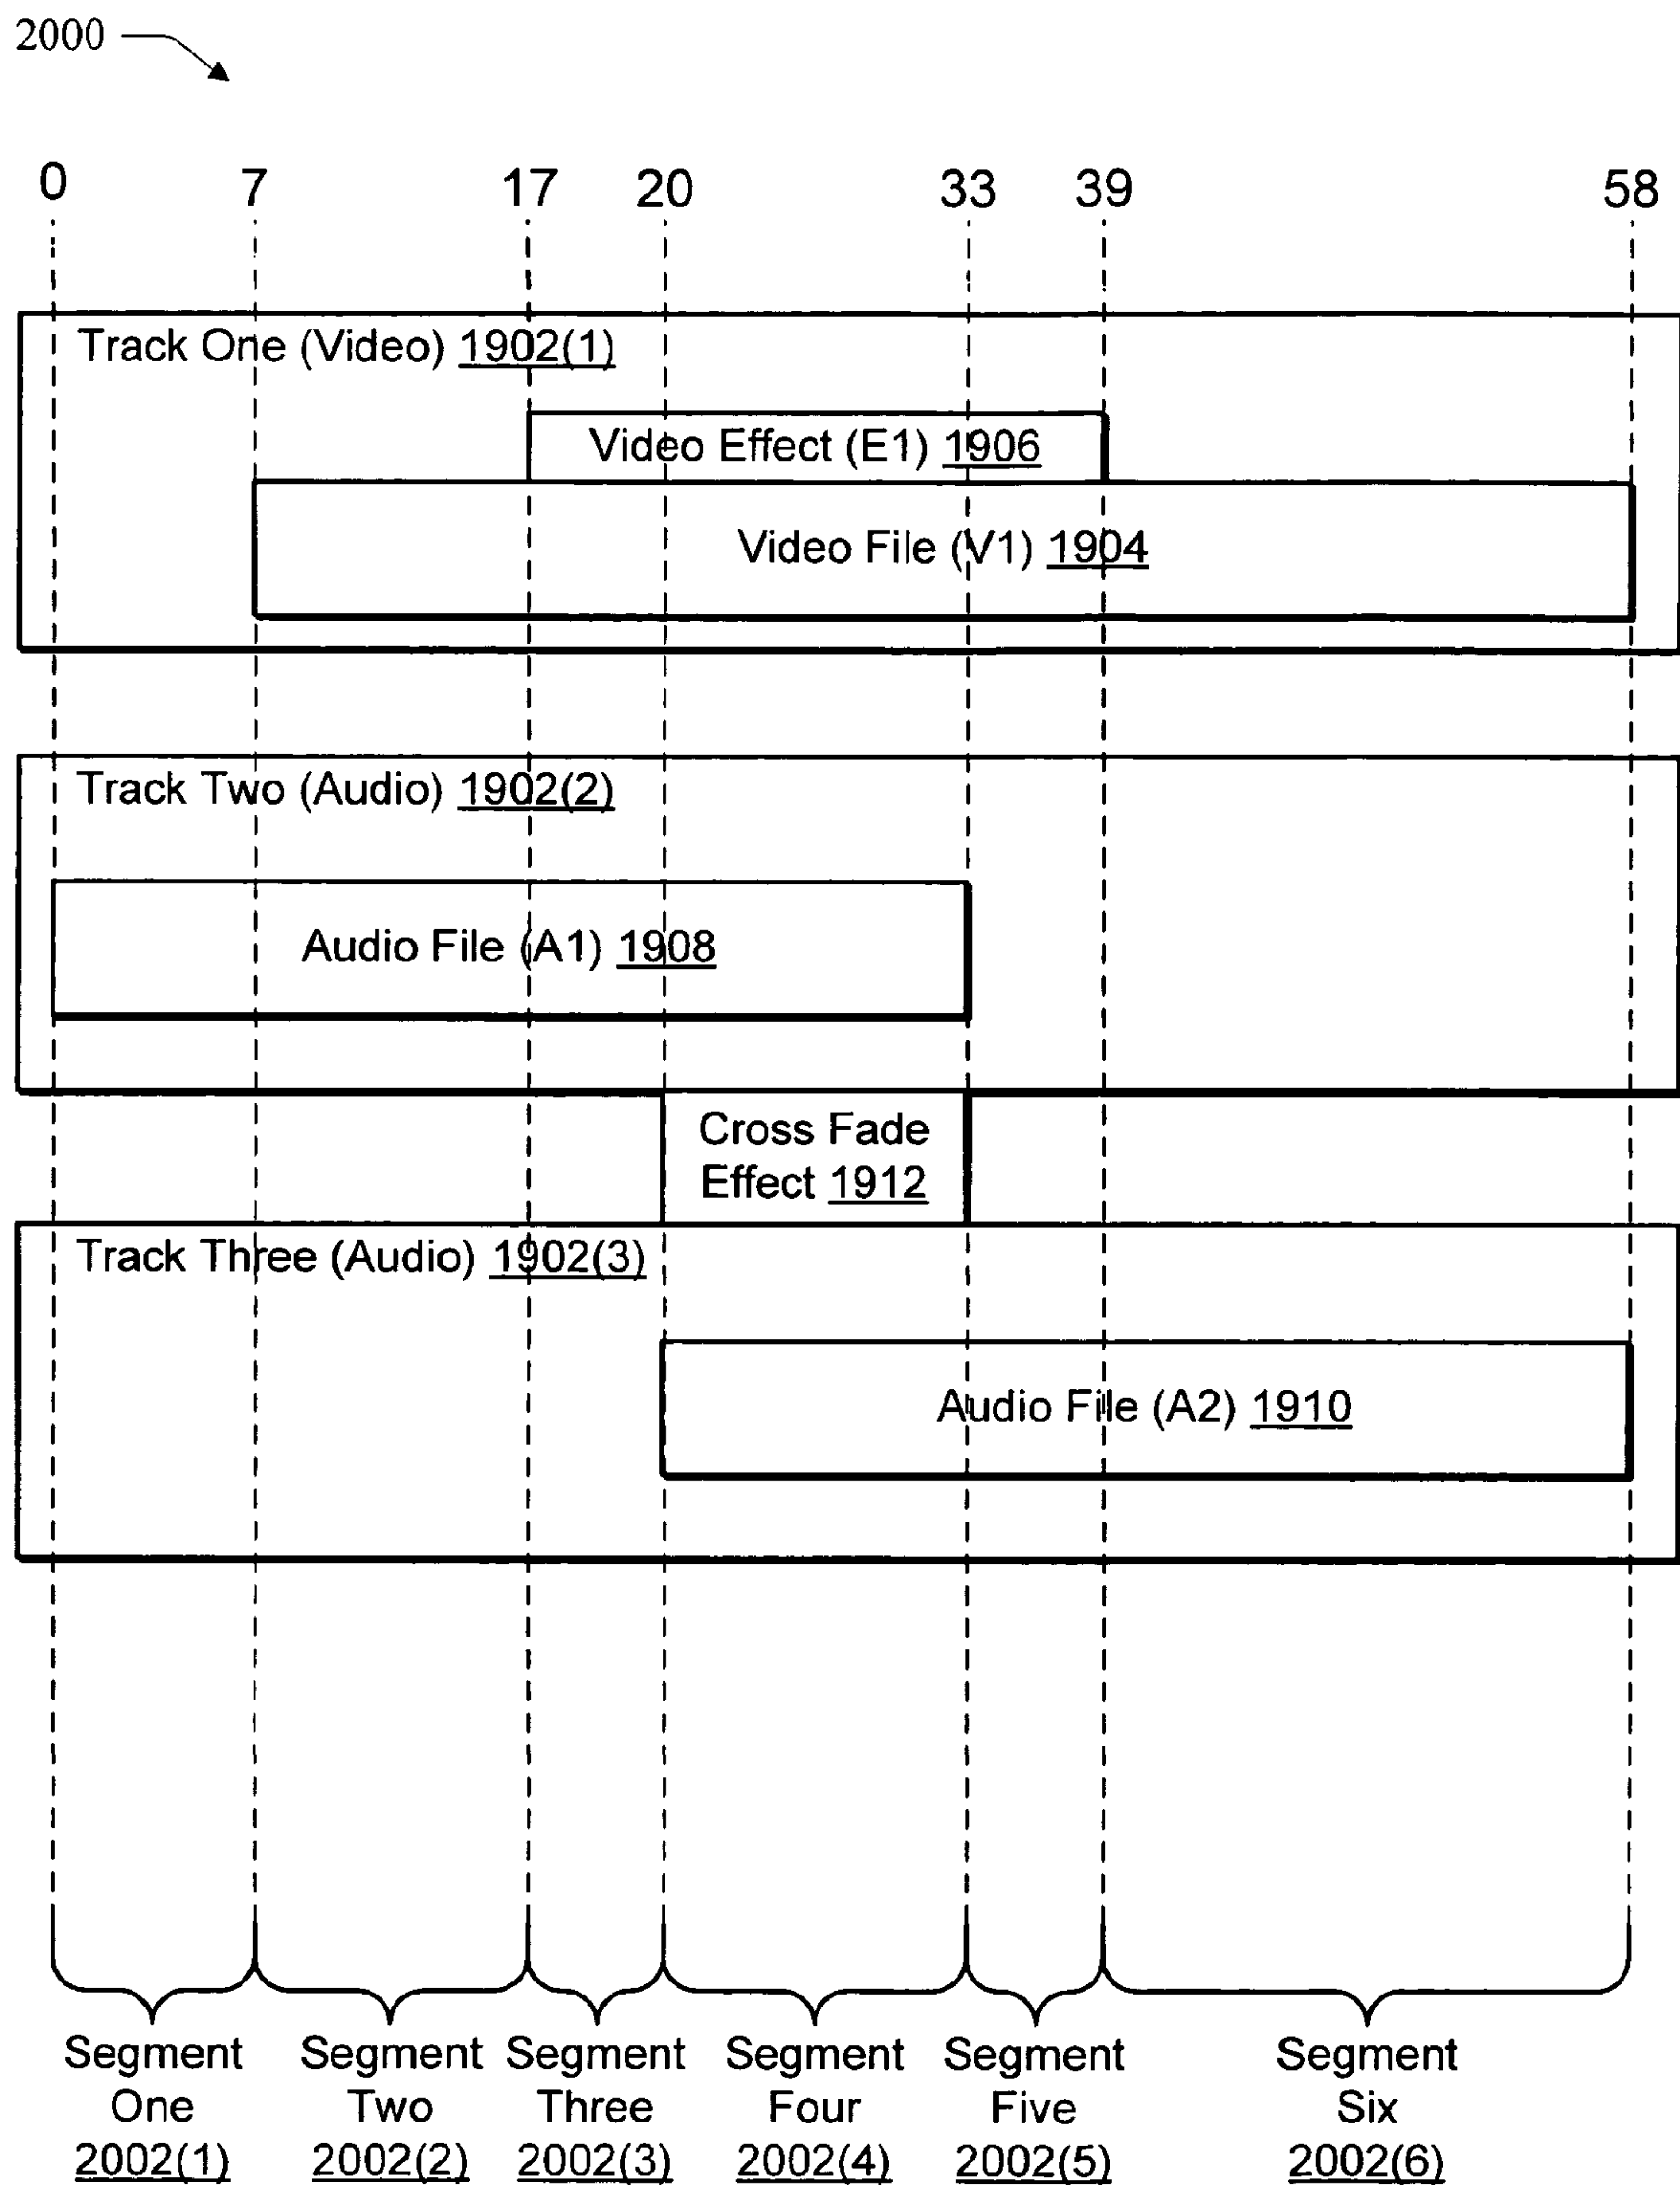 2000
0 7 17 20 33 39 58
Track One (Video) 1902(1)
Video Effect (E1) 1906
Video File (V1) 1904
Track Two (Audio) 1902(2)
Audio File (A1) 1908
Cross Fade
Effect 1912
Track Three (Audio) 1902(3)
Audio File (A2) 1910
Segment
One
2002(1)
Segment
Two
2002(2)
Segment
Three
2002(3)
Segment
Four
2002(4)
Segment
Five
2002(5)
Segment
Six
2002(6)